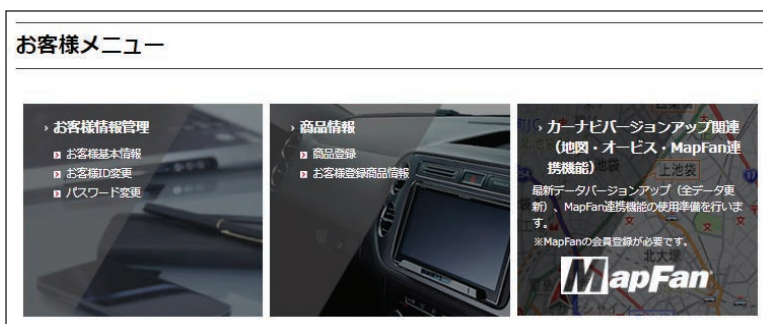 お客様メニュー
› お客様情報管理
お客様基本情報
お客様ID変更
パスワード変更
› 商品情報
商品登録
お客様登録商品情報
› カーナビバージョンアップ関連
（地図・オービス・MapFan連
携機能）
最新データバージョンアップ（全データ更
新）、MapFan連携機能の使用準備を行いま
す。
※MapFanの会員登録が必要です。
MapFan
上池袋
北大塚